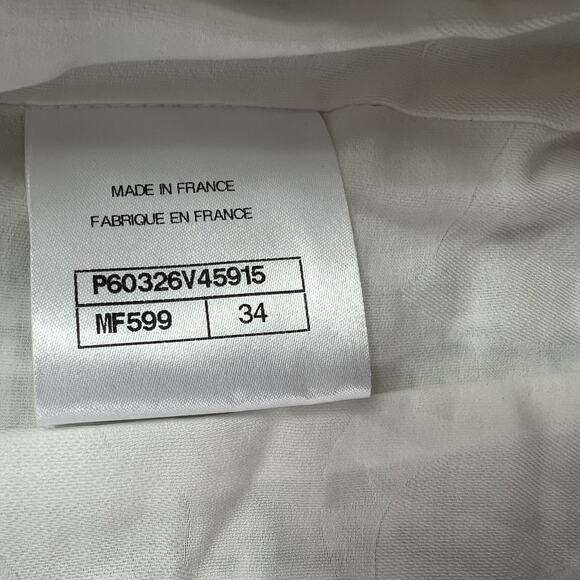 MADE IN FRANCE
FABRIQUE EN FRANCE
P60326V45915
MF599 34